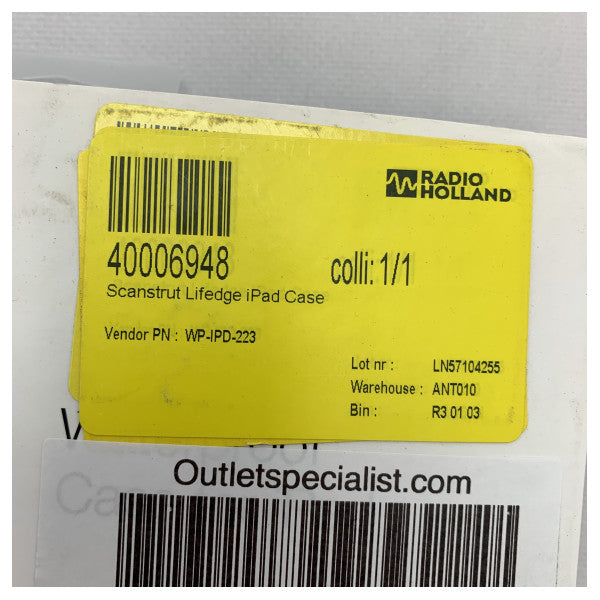 RADIO
HOLLAND
40006948 colli: 1/1
Scanstrut Lifedge iPad Case
Vendor PN : WP-IPD-223
Lot nr : LN57104255
Warehouse : ANT010
Bin : R3 01 03
Outletspecialist.com